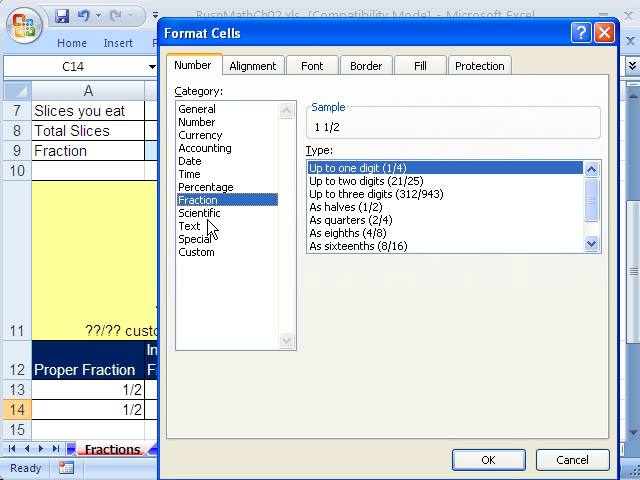 BusnMathCh02.xls [Compatibility Mode] - Microsoft Excel
Home Insert
C14
A
7 Slices you eat
8 Total Slices
9 Fraction
10
11 ??/?? custo
12 Proper Fraction
13 1/2
14 1/2
15
Fractions
Ready
Format Cells
Number Alignment Font Border Fill Protection
Category:
General
Number
Currency
Accounting
Date
Time
Percentage
Fraction
Scientific
Text
Special
Custom
Sample
1 1/2
Type:
Up to one digit (1/4)
Up to two digits (21/25)
Up to three digits (312/943)
As halves (1/2)
As quarters (2/4)
As eighths (4/8)
As sixteenths (8/16)
OK Cancel